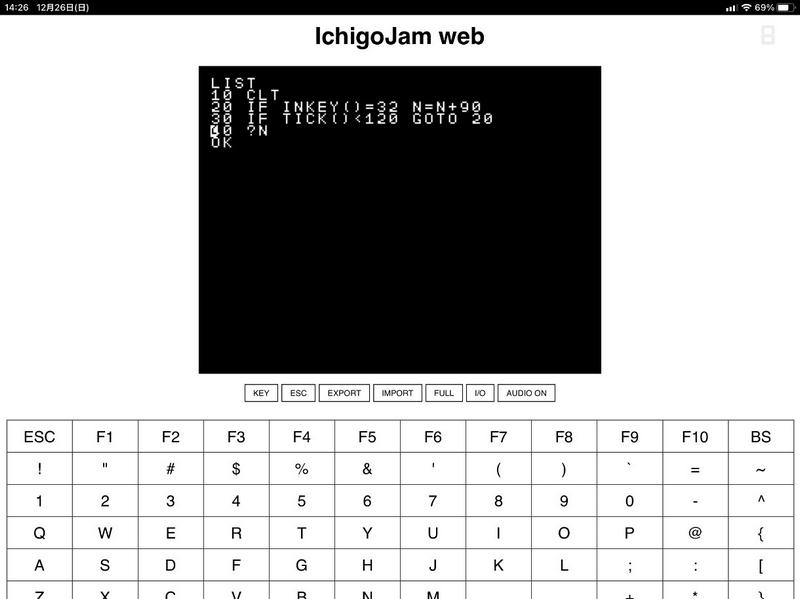 14:26 12月26日(日) 69%
IchigoJam web
8
LIST
10 CLT
20 IF INKEY()=32 N=N+90
30 IF TICK()<120 GOTO 20
40 ?N
OK
KEY ESC EXPORT IMPORT FULL I/O AUDIO ON
ESC F1 F2 F3 F4 F5 F6 F7 F8 F9 F10 BS
! " # $ % & ' ( ) ` = ~
1 2 3 4 5 6 7 8 9 0 - ^
Q W E R T Y U I O P @ {
A S D F G H J K L ; : [
Z X C V B N M + * }